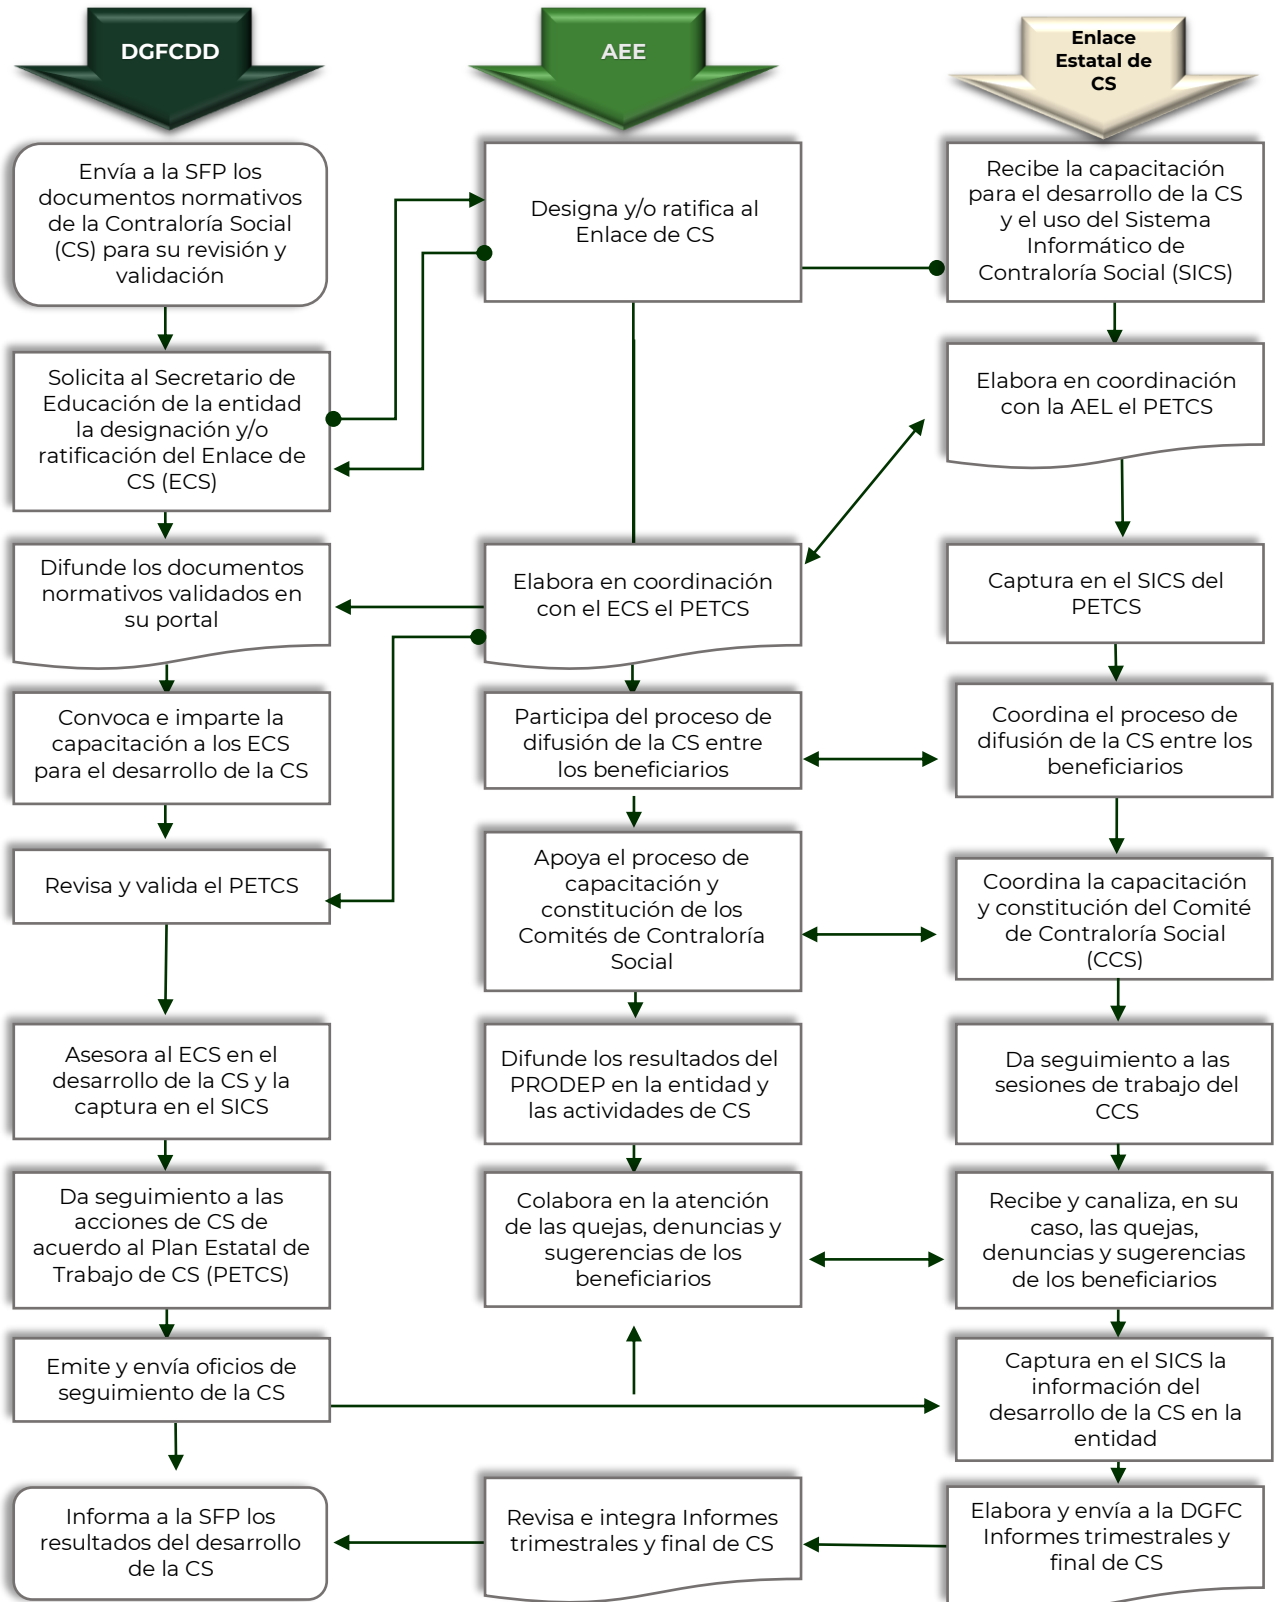 DGFCDD
Envía a la SFP los
documentos normativos
de la Contraloría Social
(CS) para su revisión y
validación
Solicita al Secretario de
Educación de la entidad
la designación y/o
ratificación del Enlace de
CS (ECS)
Difunde los documentos
normativos validados en
su portal
Convoca e imparte la
capacitación a los ECS
para el desarrollo de la CS
Revisa y valida el PETCS
Asesora al ECS en el
desarrollo de la CS y la
captura en el SICS
Da seguimiento a las
acciones de CS de
acuerdo al Plan Estatal de
Trabajo de CS (PETCS)
Emite y envía oficios de
seguimiento de la CS
Informa a la SFP los
resultados del desarrollo
de la CS
AEE
Designa y/o ratifica al
Enlace de CS
Elabora en coordinación
con el ECS el PETCS
Participa del proceso de
difusión de la CS entre
los beneficiarios
Apoya el proceso de
capacitación y
constitución de los
Comités de Contraloría
Social
Difunde los resultados del
PRODEP en la entidad y
las actividades de CS
Colabora en la atención
de las quejas, denuncias y
sugerencias de los
beneficiarios
Revisa e integra Informes
trimestrales y final de CS
Enlace
Estatal de
CS
Recibe la capacitación
para el desarrollo de la CS
y el uso del Sistema
Informático de
Contraloría Social (SICS)
Elabora en coordinación
con la AEL el PETCS
Captura en el SICS del
PETCS
Coordina el proceso de
difusión de la CS entre los
beneficiarios
Coordina la capacitación
y constitución del Comité
de Contraloría Social
(CCS)
Da seguimiento a las
sesiones de trabajo del
CCS
Recibe y canaliza, en su
caso, las quejas,
denuncias y sugerencias
de los beneficiarios
Captura en el SICS la
información del
desarrollo de la CS en la
entidad
Elabora y envía a la DGFC
Informes trimestrales y
final de CS